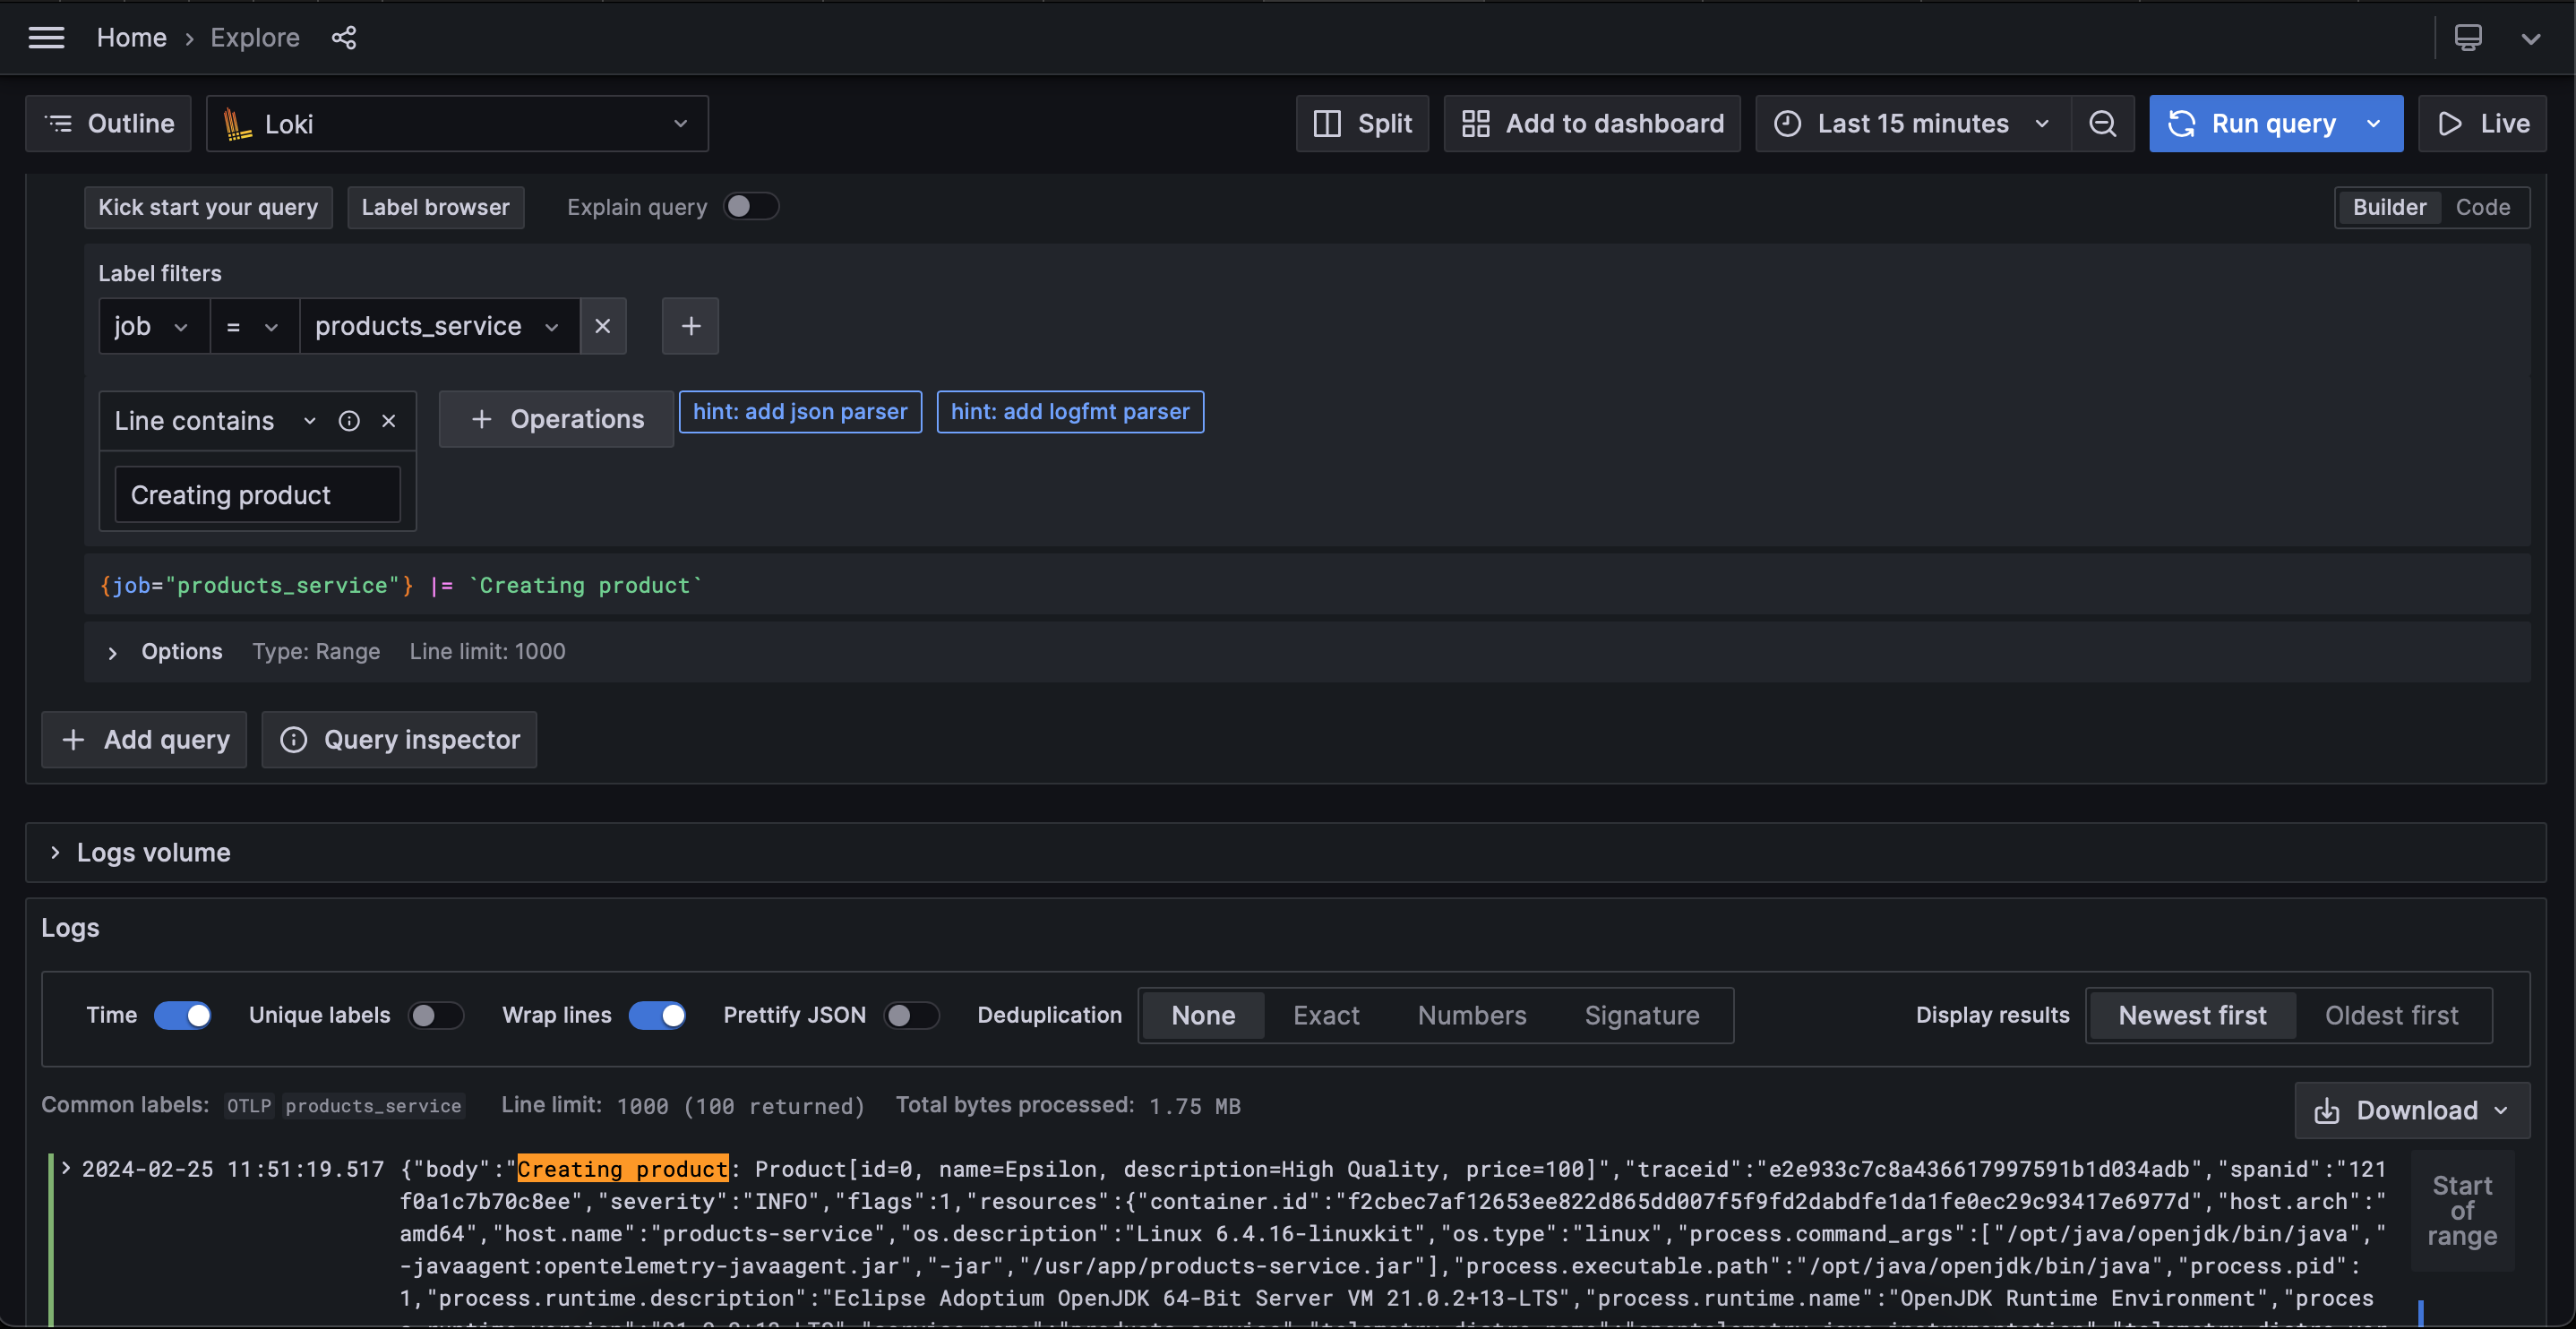 Home › Explore
Outline
Loki
Split
Add to dashboard
Last 15 minutes
Run query
Live
Kick start your query
Label browser
Explain query
Builder
Code
Label filters
job
=
products_service
Line contains
Operations
hint: add json parser
hint: add logfmt parser
Creating product
{job="products_service"} |= `Creating product`
Options Type: Range Line limit: 1000
Add query
Query inspector
Logs volume
Logs
Time
Unique labels
Wrap lines
Prettify JSON
Deduplication
None
Exact
Numbers
Signature
Display results
Newest first
Oldest first
Common labels: OTLP products_service Line limit: 1000 (100 returned) Total bytes processed: 1.75 MB
Download
2024-02-25 11:51:19.517 {"body":"Creating product: Product[id=0, name=Epsilon, description=High Quality, price=100]","traceid":"e2e933c7c8a436617997591b1d034adb","spanid":"121
f0a1c7b70c8ee","severity":"INFO","flags":1,"resources":{"container.id":"f2cbec7af12653ee822d865dd007f5f9fd2dabdfe1da1fe0ec29c93417e6977d","host.arch":"
amd64","host.name":"products-service","os.description":"Linux 6.4.16-linuxkit","os.type":"linux","process.command_args":["/opt/java/openjdk/bin/java","
-javaagent:opentelemetry-javaagent.jar","-jar","/usr/app/products-service.jar"],"process.executable.path":"/opt/java/openjdk/bin/java","process.pid":
1,"process.runtime.description":"Eclipse Adoptium OpenJDK 64-Bit Server VM 21.0.2+13-LTS","process.runtime.name":"OpenJDK Runtime Environment","proces
Start
of
range